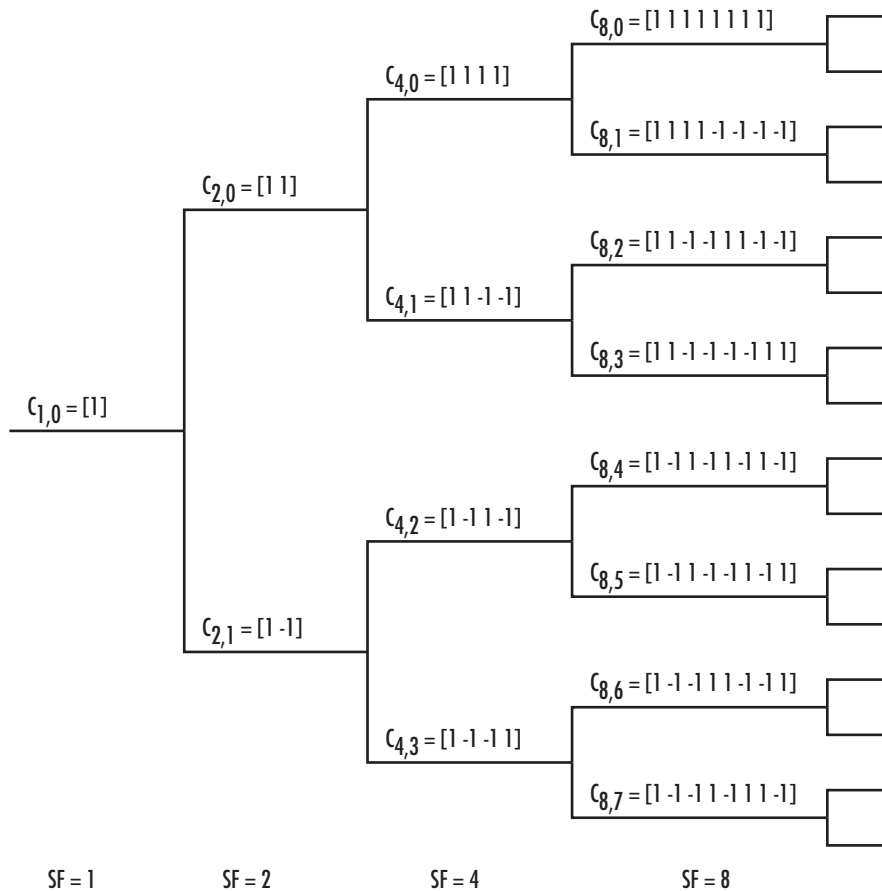 C8,0 = [1 1 1 1 1 1 1 1]
C4,0 = [1 1 1 1]
C8,1 = [1 1 1 1 -1 -1 -1 -1]
C2,0 = [1 1]
C8,2 = [1 1 -1 -1 1 1 -1 -1]
C4,1 = [1 1 -1 -1]
C8,3 = [1 1 -1 -1 -1 -1 1 1]
C1,0 = [1]
C8,4 = [1 -1 1 -1 1 -1 1 -1]
C4,2 = [1 -1 1 -1]
C8,5 = [1 -1 1 -1 -1 1 -1 1]
C2,1 = [1 -1]
C8,6 = [1 -1 -1 1 1 -1 -1 1]
C4,3 = [1 -1 -1 1]
C8,7 = [1 -1 -1 1 -1 1 1 -1]
SF = 1 SF = 2 SF = 4 SF = 8